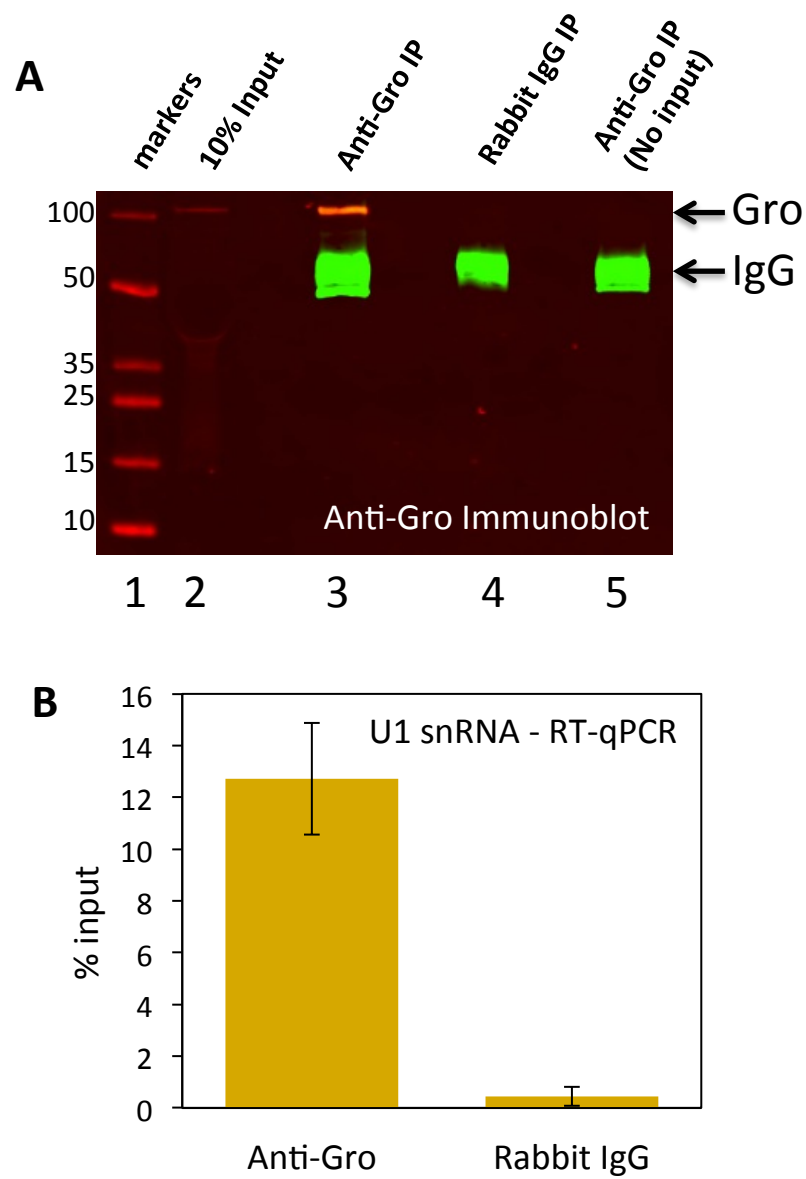 A
markers
10% Input
Anti-Gro IP
Rabbit IgG IP
Anti-Gro IP
(No input)
100
50
35
25
15
10
Gro
IgG
Anti-Gro Immunoblot
1 2 3 4 5
B
U1 snRNA - RT-qPCR
% input
16
14
12
10
8
6
4
2
0
Anti-Gro
Rabbit IgG